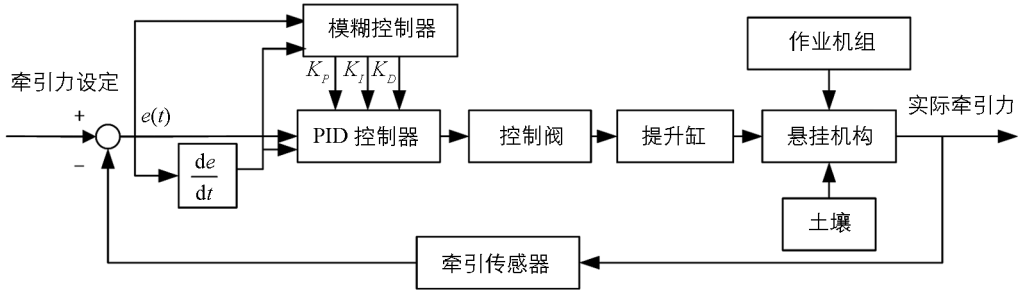 模糊控制器
作业机组
牵引力设定
K_P K_I K_D
实际牵引力
+
e(t)
PID 控制器
控制阀
提升缸
悬挂机构
−
de
dt
土壤
牵引传感器